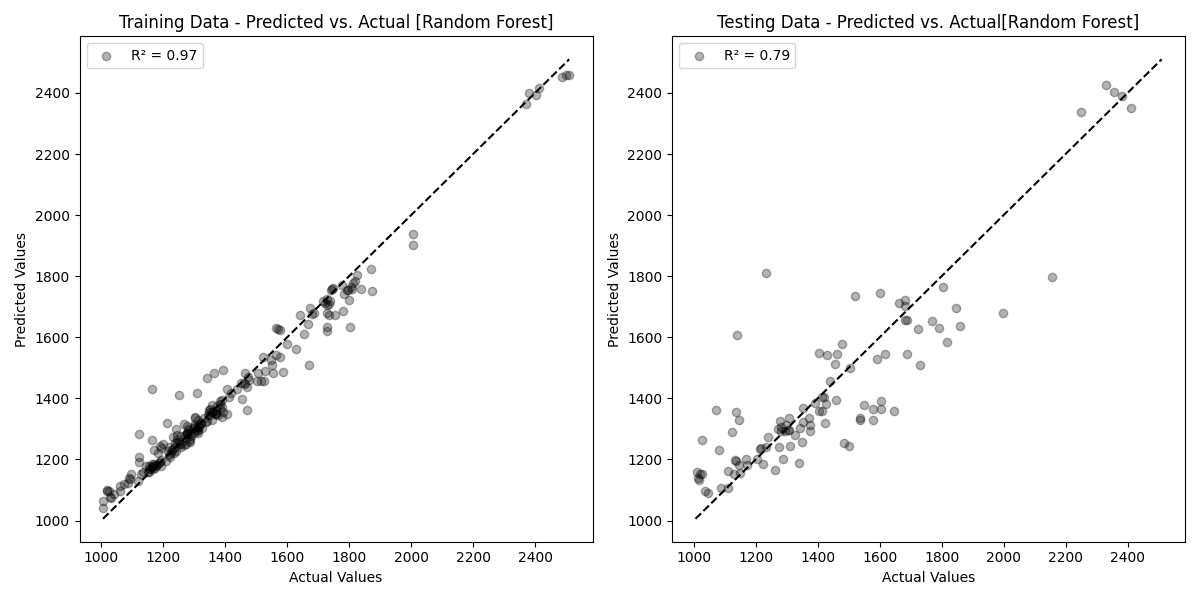 Training Data - Predicted vs. Actual [Random Forest]
R² = 0.97
Predicted Values
2400
2200
2000
1800
1600
1400
1200
1000
1000 1200 1400 1600 1800 2000 2200 2400
Actual Values
Testing Data - Predicted vs. Actual[Random Forest]
R² = 0.79
Predicted Values
2400
2200
2000
1800
1600
1400
1200
1000
1000 1200 1400 1600 1800 2000 2200 2400
Actual Values